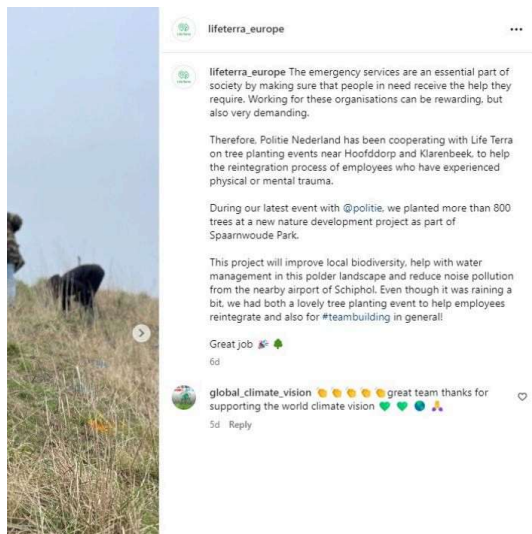 lifeterra_europe
lifeterra_europe The emergency services are an essential part of
society by making sure that people in need receive the help they
require. Working for these organisations can be rewarding, but
also very demanding.
Therefore, Politie Nederland has been cooperating with Life Terra
on tree planting events near Hoofddorp and Klarenbeek, to help
the reintegration process of employees who have experienced
physical or mental trauma.
During our latest event with @politie, we planted more than 800
trees at a new nature development project as part of
Spaarnwoude Park.
This project will improve local biodiversity, help with water
management in this polder landscape and reduce noise pollution
from the nearby airport of Schiphol. Even though it was raining a
bit, we had both a lovely tree planting event to help employees
reintegrate and also for #teambuilding in general!
Great job 🎉 🌳
6d
global_climate_vision 👏 👏 👏 👏 👏great team thanks for
supporting the world climate vision 💚 💚 🌍 🙏
5d Reply